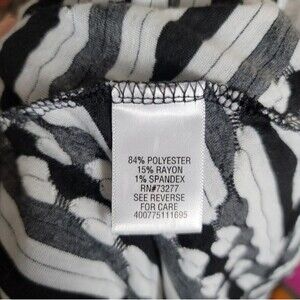 84% POLYESTER
15% RAYON
1% SPANDEX
RN#73277
SEE REVERSE
FOR CARE
400775111695